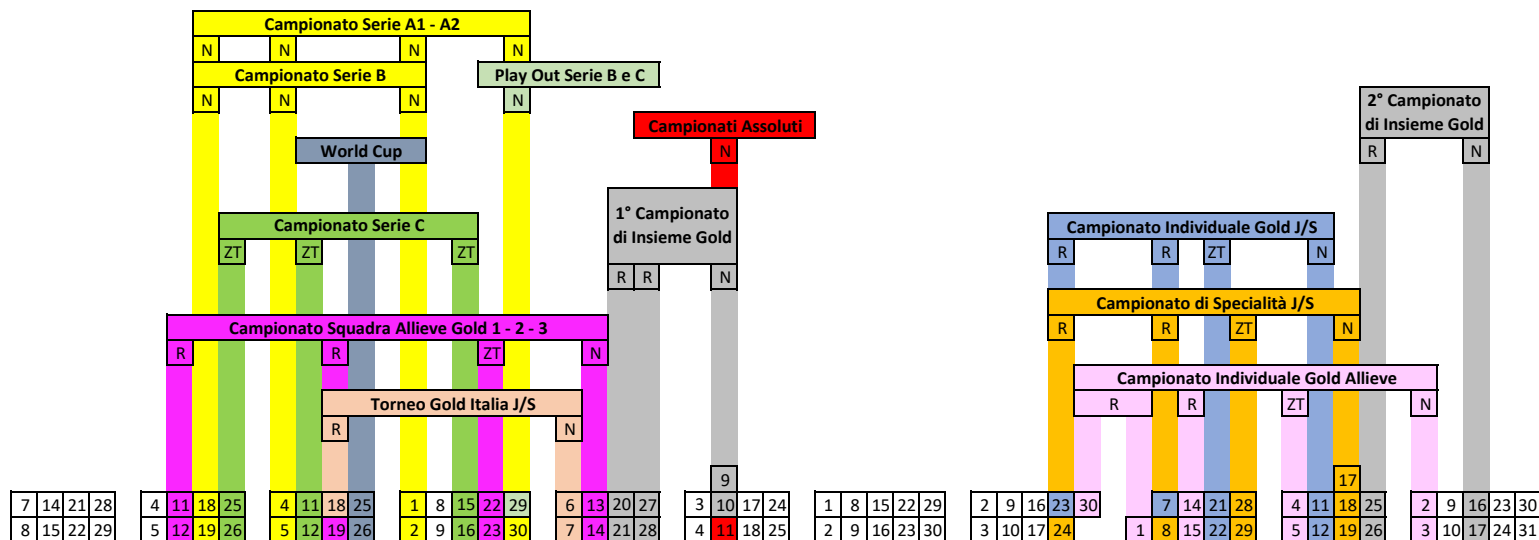 Campionato Serie A1 - A2
N N N N
Campionato Serie B
Play Out Serie B e C
N N N N
2° Campionato
di Insieme Gold
R N
Campionati Assoluti
N
World Cup
1° Campionato
di Insieme Gold
R R N
Campionato Serie C
ZT ZT ZT
Campionato Individuale Gold J/S
R R ZT N
Campionato di Specialità J/S
R R ZT N
Campionato Squadra Allieve Gold 1 - 2 - 3
R R ZT N
Campionato Individuale Gold Allieve
R R ZT N
Torneo Gold Italia J/S
R N
9 17
7 14 21 28 4 11 18 25 4 11 18 25 1 8 15 22 29 6 13 20 27 3 10 17 24 1 8 15 22 29 2 9 16 23 30 7 14 21 28 4 11 18 25 2 9 16 23 30
8 15 22 29 5 12 19 26 5 12 19 26 2 9 16 23 30 7 14 21 28 4 11 18 25 2 9 16 23 30 3 10 17 24 1 8 15 22 29 5 12 19 26 3 10 17 24 31